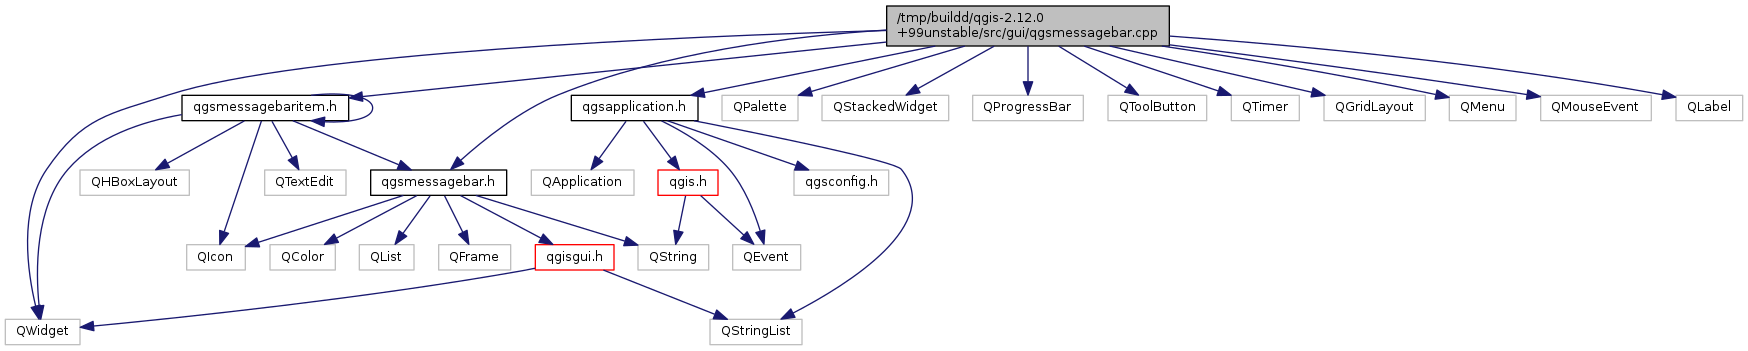 /tmp/buildd/qgis-2.12.0
+99unstable/src/gui/qgsmessagebar.cpp
qgsmessagebaritem.h
qgsapplication.h
QPalette
QStackedWidget
QProgressBar
QToolButton
QTimer
QGridLayout
QMenu
QMouseEvent
QLabel
QHBoxLayout
QTextEdit
qgsmessagebar.h
QApplication
qgis.h
qgsconfig.h
QIcon
QColor
QList
QFrame
qgisgui.h
QString
QEvent
QWidget
QStringList